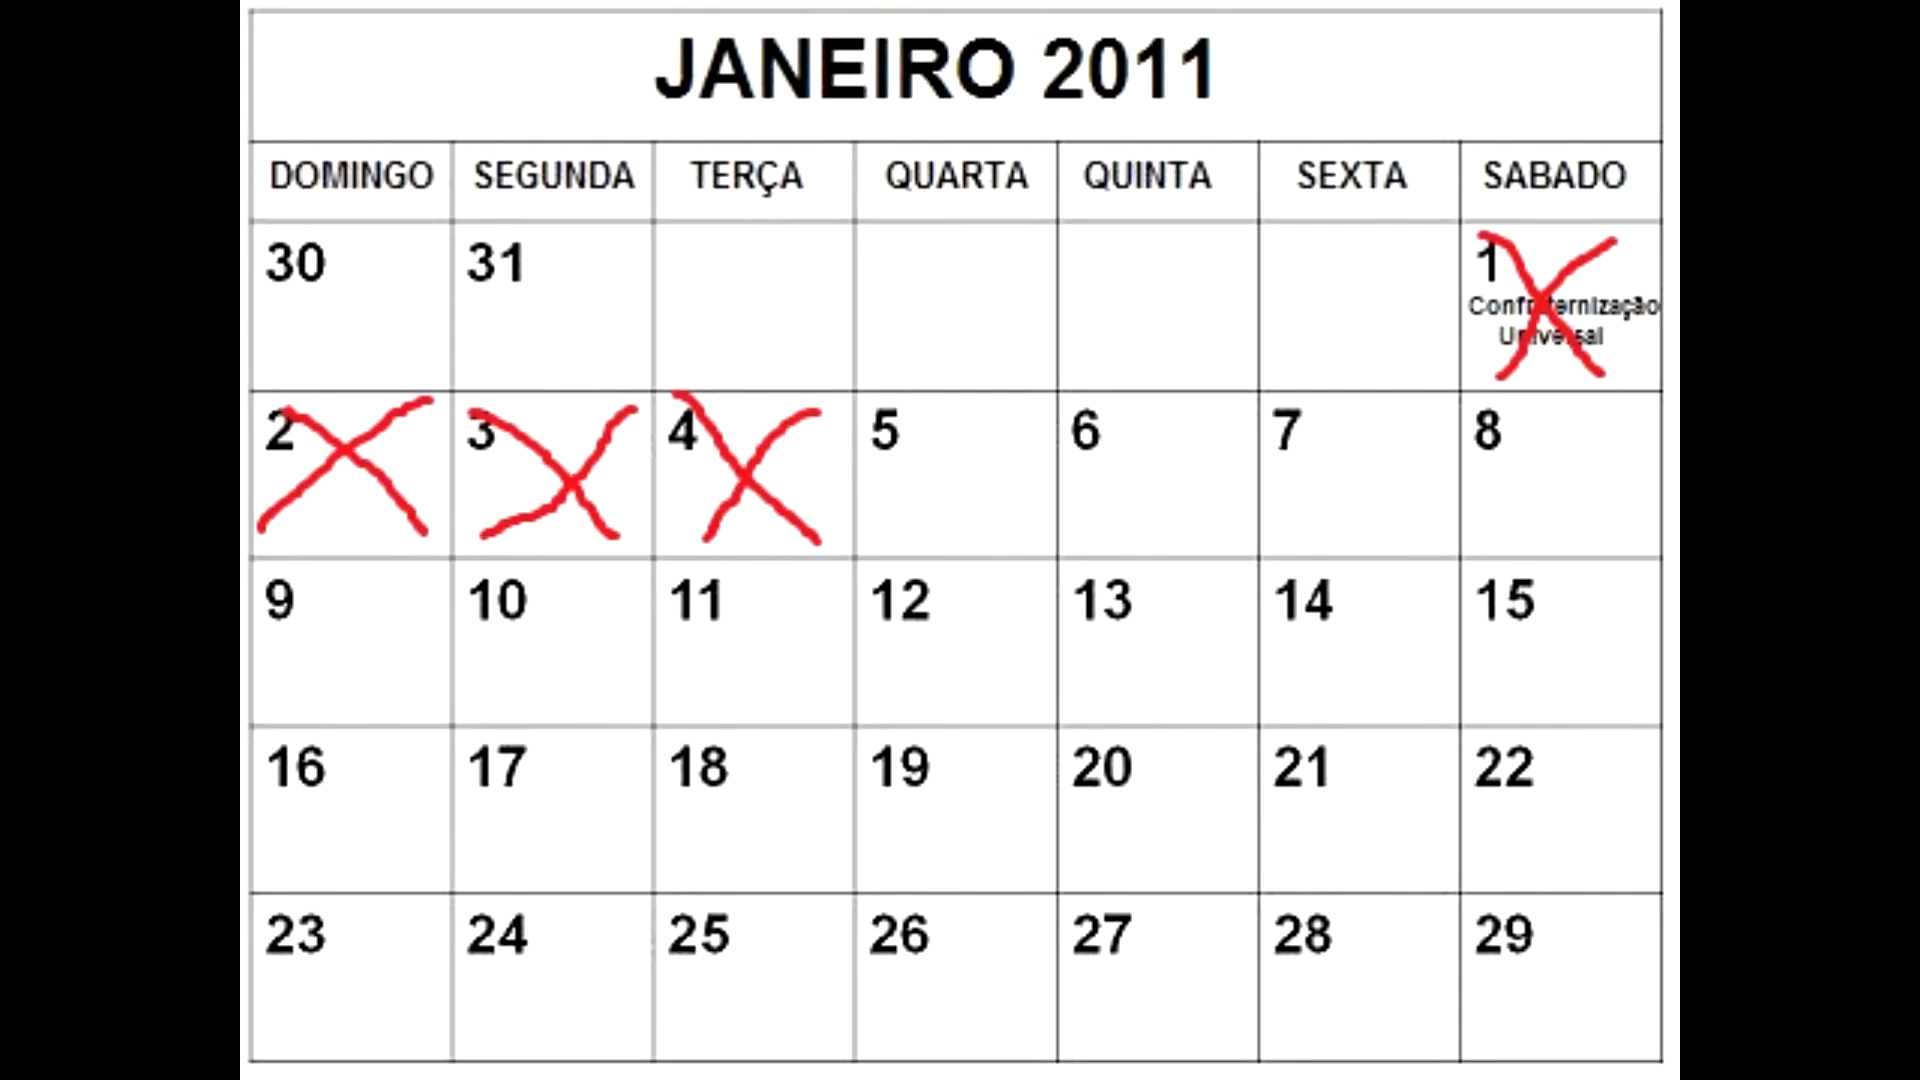 JANEIRO 2011
DOMINGO SEGUNDA TERÇA QUARTA QUINTA SEXTA SABADO
30 31 1
Confraternização
Universal
2 3 4 5 6 7 8
9 10 11 12 13 14 15
16 17 18 19 20 21 22
23 24 25 26 27 28 29